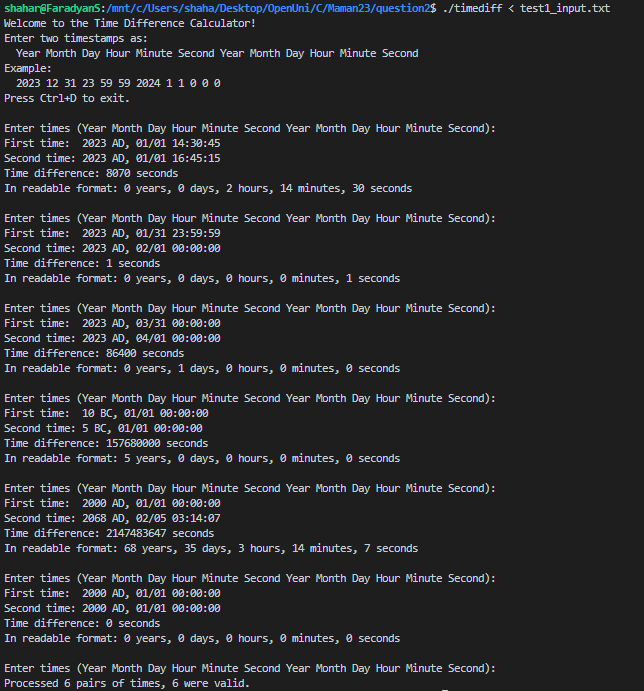 shahar@FaradyanS:/mnt/c/Users/shaha/Desktop/OpenUni/C/Maman23/question2$ ./timediff < test1_input.txt
Welcome to the Time Difference Calculator!
Enter two timestamps as:
  Year Month Day Hour Minute Second Year Month Day Hour Minute Second
Example:
  2023 12 31 23 59 59 2024 1 1 0 0 0
Press Ctrl+D to exit.

Enter times (Year Month Day Hour Minute Second Year Month Day Hour Minute Second):
First time:  2023 AD, 01/01 14:30:45
Second time: 2023 AD, 01/01 16:45:15
Time difference: 8070 seconds
In readable format: 0 years, 0 days, 2 hours, 14 minutes, 30 seconds

Enter times (Year Month Day Hour Minute Second Year Month Day Hour Minute Second):
First time:  2023 AD, 01/31 23:59:59
Second time: 2023 AD, 02/01 00:00:00
Time difference: 1 seconds
In readable format: 0 years, 0 days, 0 hours, 0 minutes, 1 seconds

Enter times (Year Month Day Hour Minute Second Year Month Day Hour Minute Second):
First time:  2023 AD, 03/31 00:00:00
Second time: 2023 AD, 04/01 00:00:00
Time difference: 86400 seconds
In readable format: 0 years, 1 days, 0 hours, 0 minutes, 0 seconds

Enter times (Year Month Day Hour Minute Second Year Month Day Hour Minute Second):
First time:  10 BC, 01/01 00:00:00
Second time: 5 BC, 01/01 00:00:00
Time difference: 157680000 seconds
In readable format: 5 years, 0 days, 0 hours, 0 minutes, 0 seconds

Enter times (Year Month Day Hour Minute Second Year Month Day Hour Minute Second):
First time:  2000 AD, 01/01 00:00:00
Second time: 2068 AD, 02/05 03:14:07
Time difference: 2147483647 seconds
In readable format: 68 years, 35 days, 3 hours, 14 minutes, 7 seconds

Enter times (Year Month Day Hour Minute Second Year Month Day Hour Minute Second):
First time:  2000 AD, 01/01 00:00:00
Second time: 2000 AD, 01/01 00:00:00
Time difference: 0 seconds
In readable format: 0 years, 0 days, 0 hours, 0 minutes, 0 seconds

Enter times (Year Month Day Hour Minute Second Year Month Day Hour Minute Second):
Processed 6 pairs of times, 6 were valid.